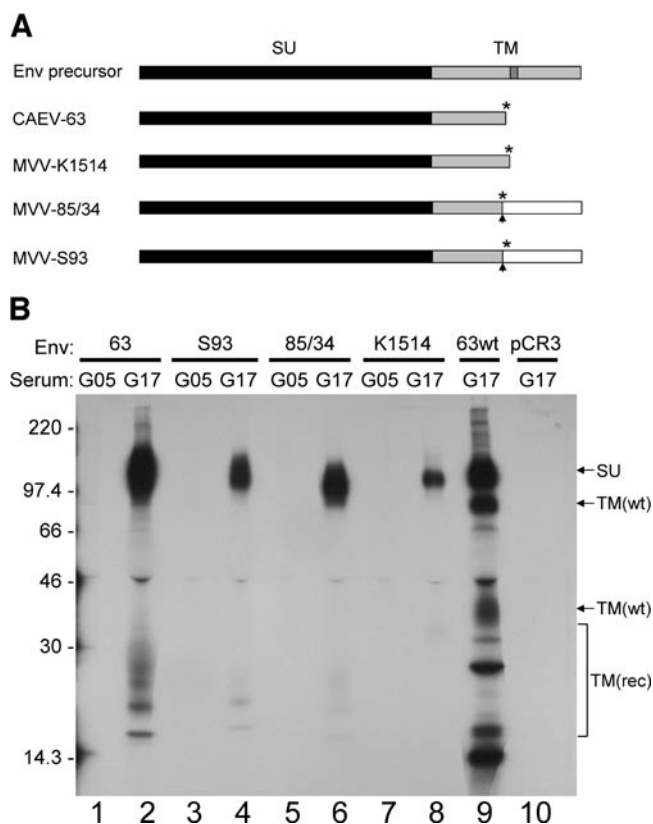 A
SU TM
Env precursor
CAEV-63
*
MVV-K1514
*
MVV-85/34
*
MVV-S93
*
B
Env: 63 S93 85/34 K1514 63wt pCR3
Serum: G05 G17 G05 G17 G05 G17 G05 G17 G17 G17
220 -
SU
97.4 -
TM(wt)
66 -
46 -
TM(wt)
30 -
TM(rec)
14.3 -
1 2 3 4 5 6 7 8 9 10